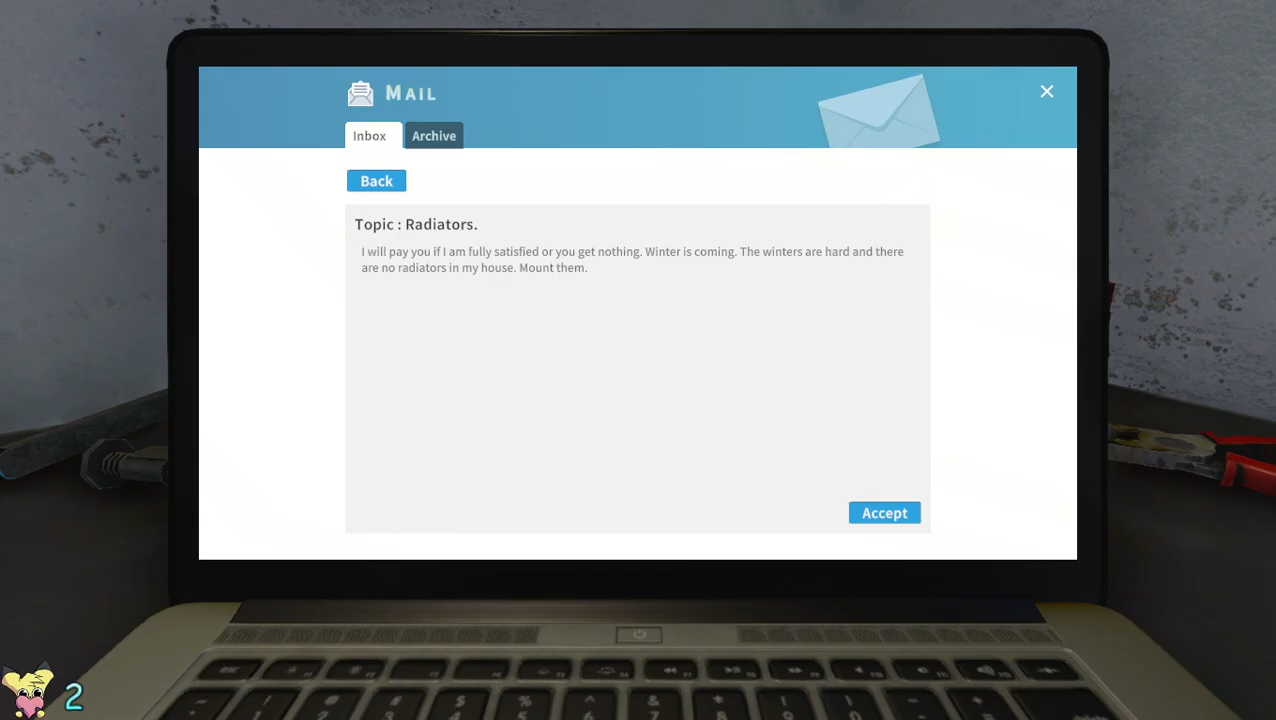 MAIL
Inbox
Archive
Back
Topic : Radiators.
I will pay you if I am fully satisfied or you get nothing. Winter is coming. The winters are hard and there
are no radiators in my house. Mount them.
Accept
2